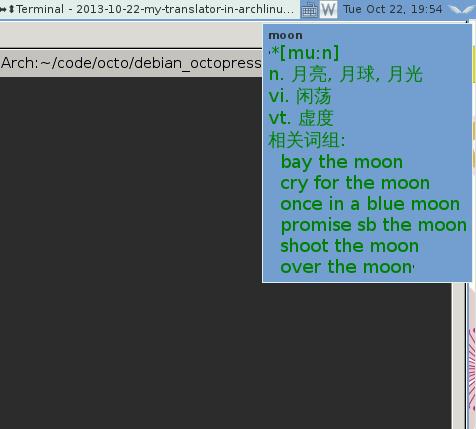 Terminal - 2013-10-22-my-translator-in-archlinu...
W
Tue Oct 22, 19:54
Arch:~/code/octo/debian_octopress
moon
*[mu:n]
n. 月亮, 月球, 月光
vi. 闲荡
vt. 虚度
相关词组:
bay the moon
cry for the moon
once in a blue moon
promise sb the moon
shoot the moon
over the moon